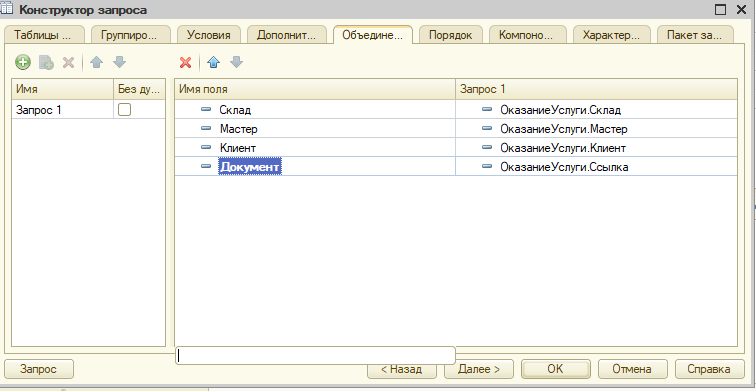 Конструктор запроса
Таблицы ... Группиро... Условия Дополнит... Объедине... Порядок Компоно... Характер... Пакет за...
Имя Без ду... Имя поля Запрос 1
Запрос 1 Склад ОказаниеУслуги.Склад
Мастер ОказаниеУслуги.Мастер
Клиент ОказаниеУслуги.Клиент
Документ ОказаниеУслуги.Ссылка
Запрос < Назад Далее > OK Отмена Справка